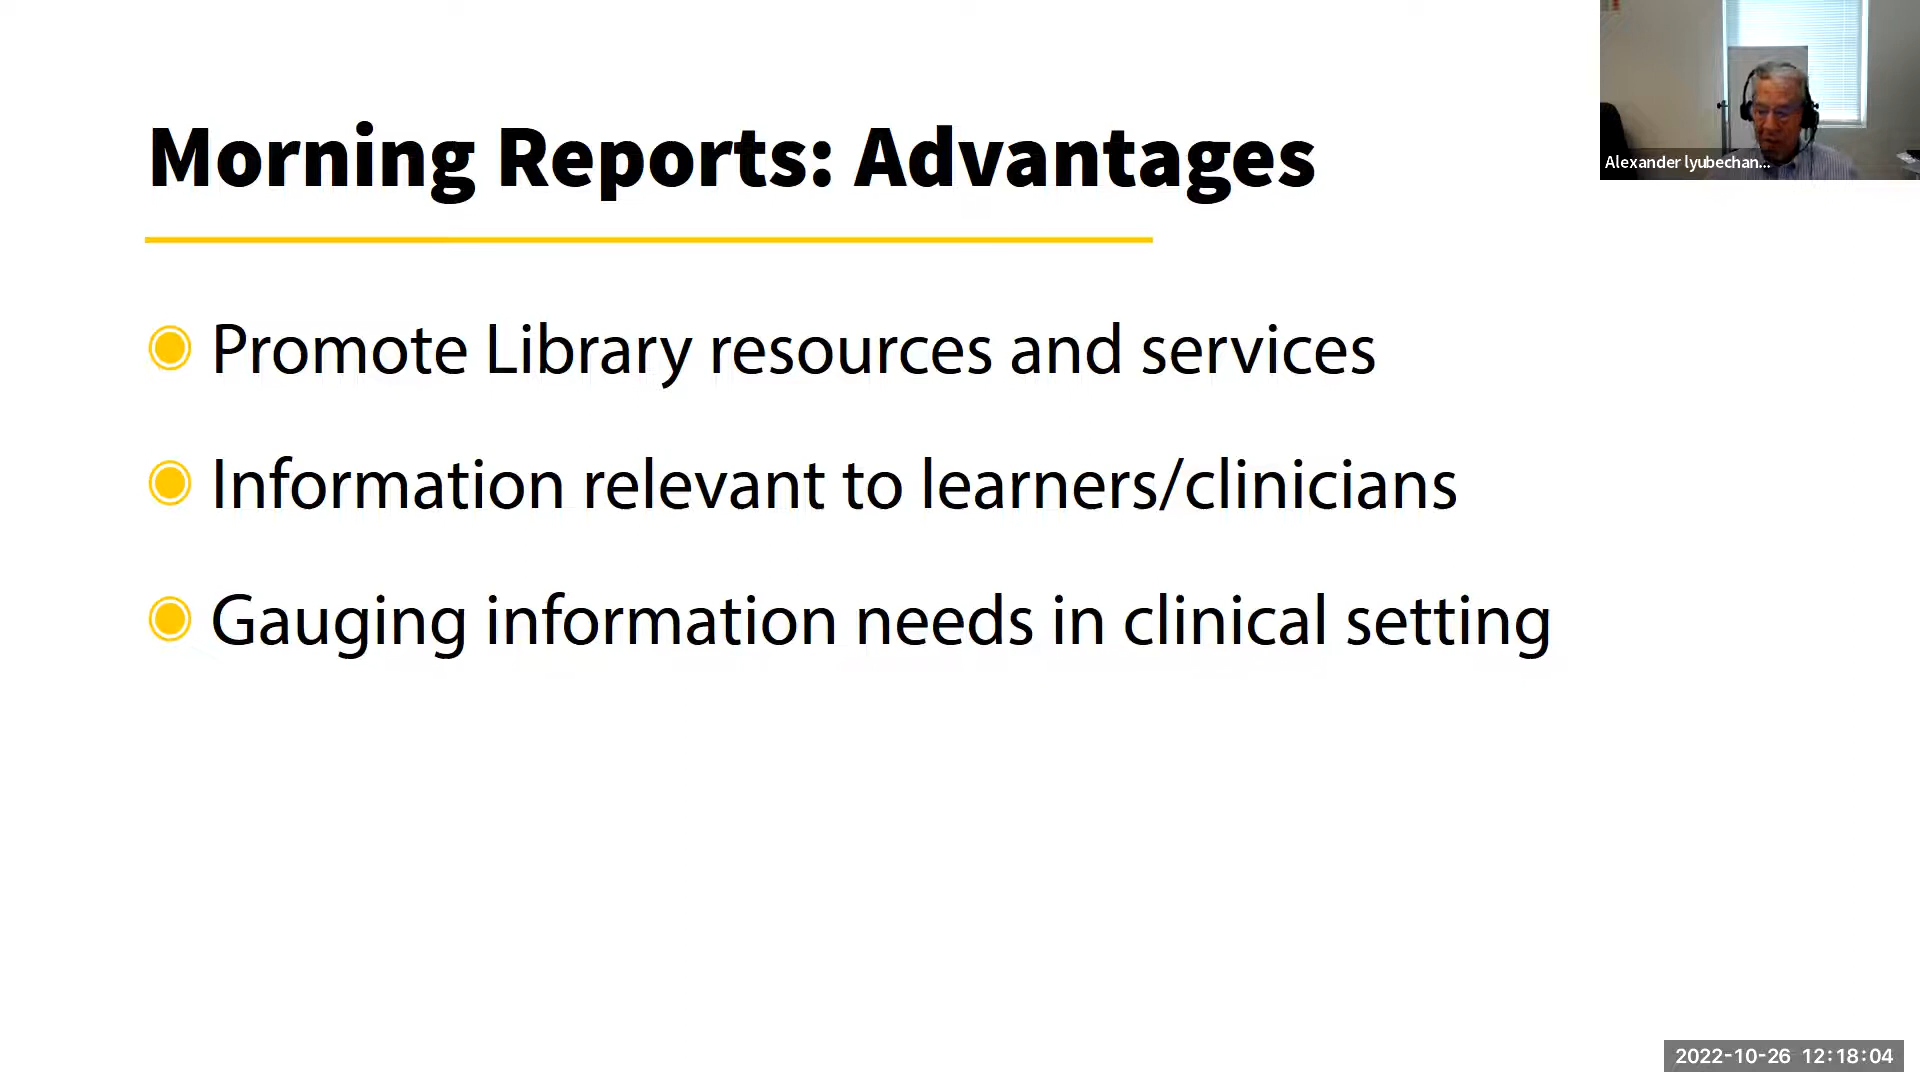 Morning Reports: Advantages
Alexander lyubechan...
Promote Library resources and services
Information relevant to learners/clinicians
Gauging information needs in clinical setting
2022-10-26 12:18:04